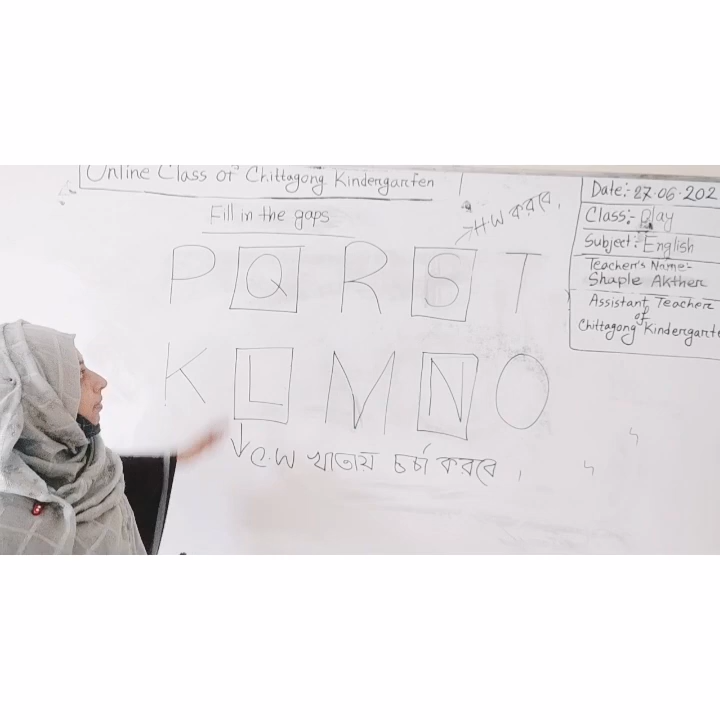 Online Class of Chittagong Kindergarten
Fill in the gaps
H.W করবে,
P Q R S T
K L M N O
C.W খাতায় চর্চা করবে,
Date:- 27.06.202
Class:- Play
Subject:- English
Teacher's Name:-
Shaple Akther
Assistant Teacher
of
Chittagong Kindergarte